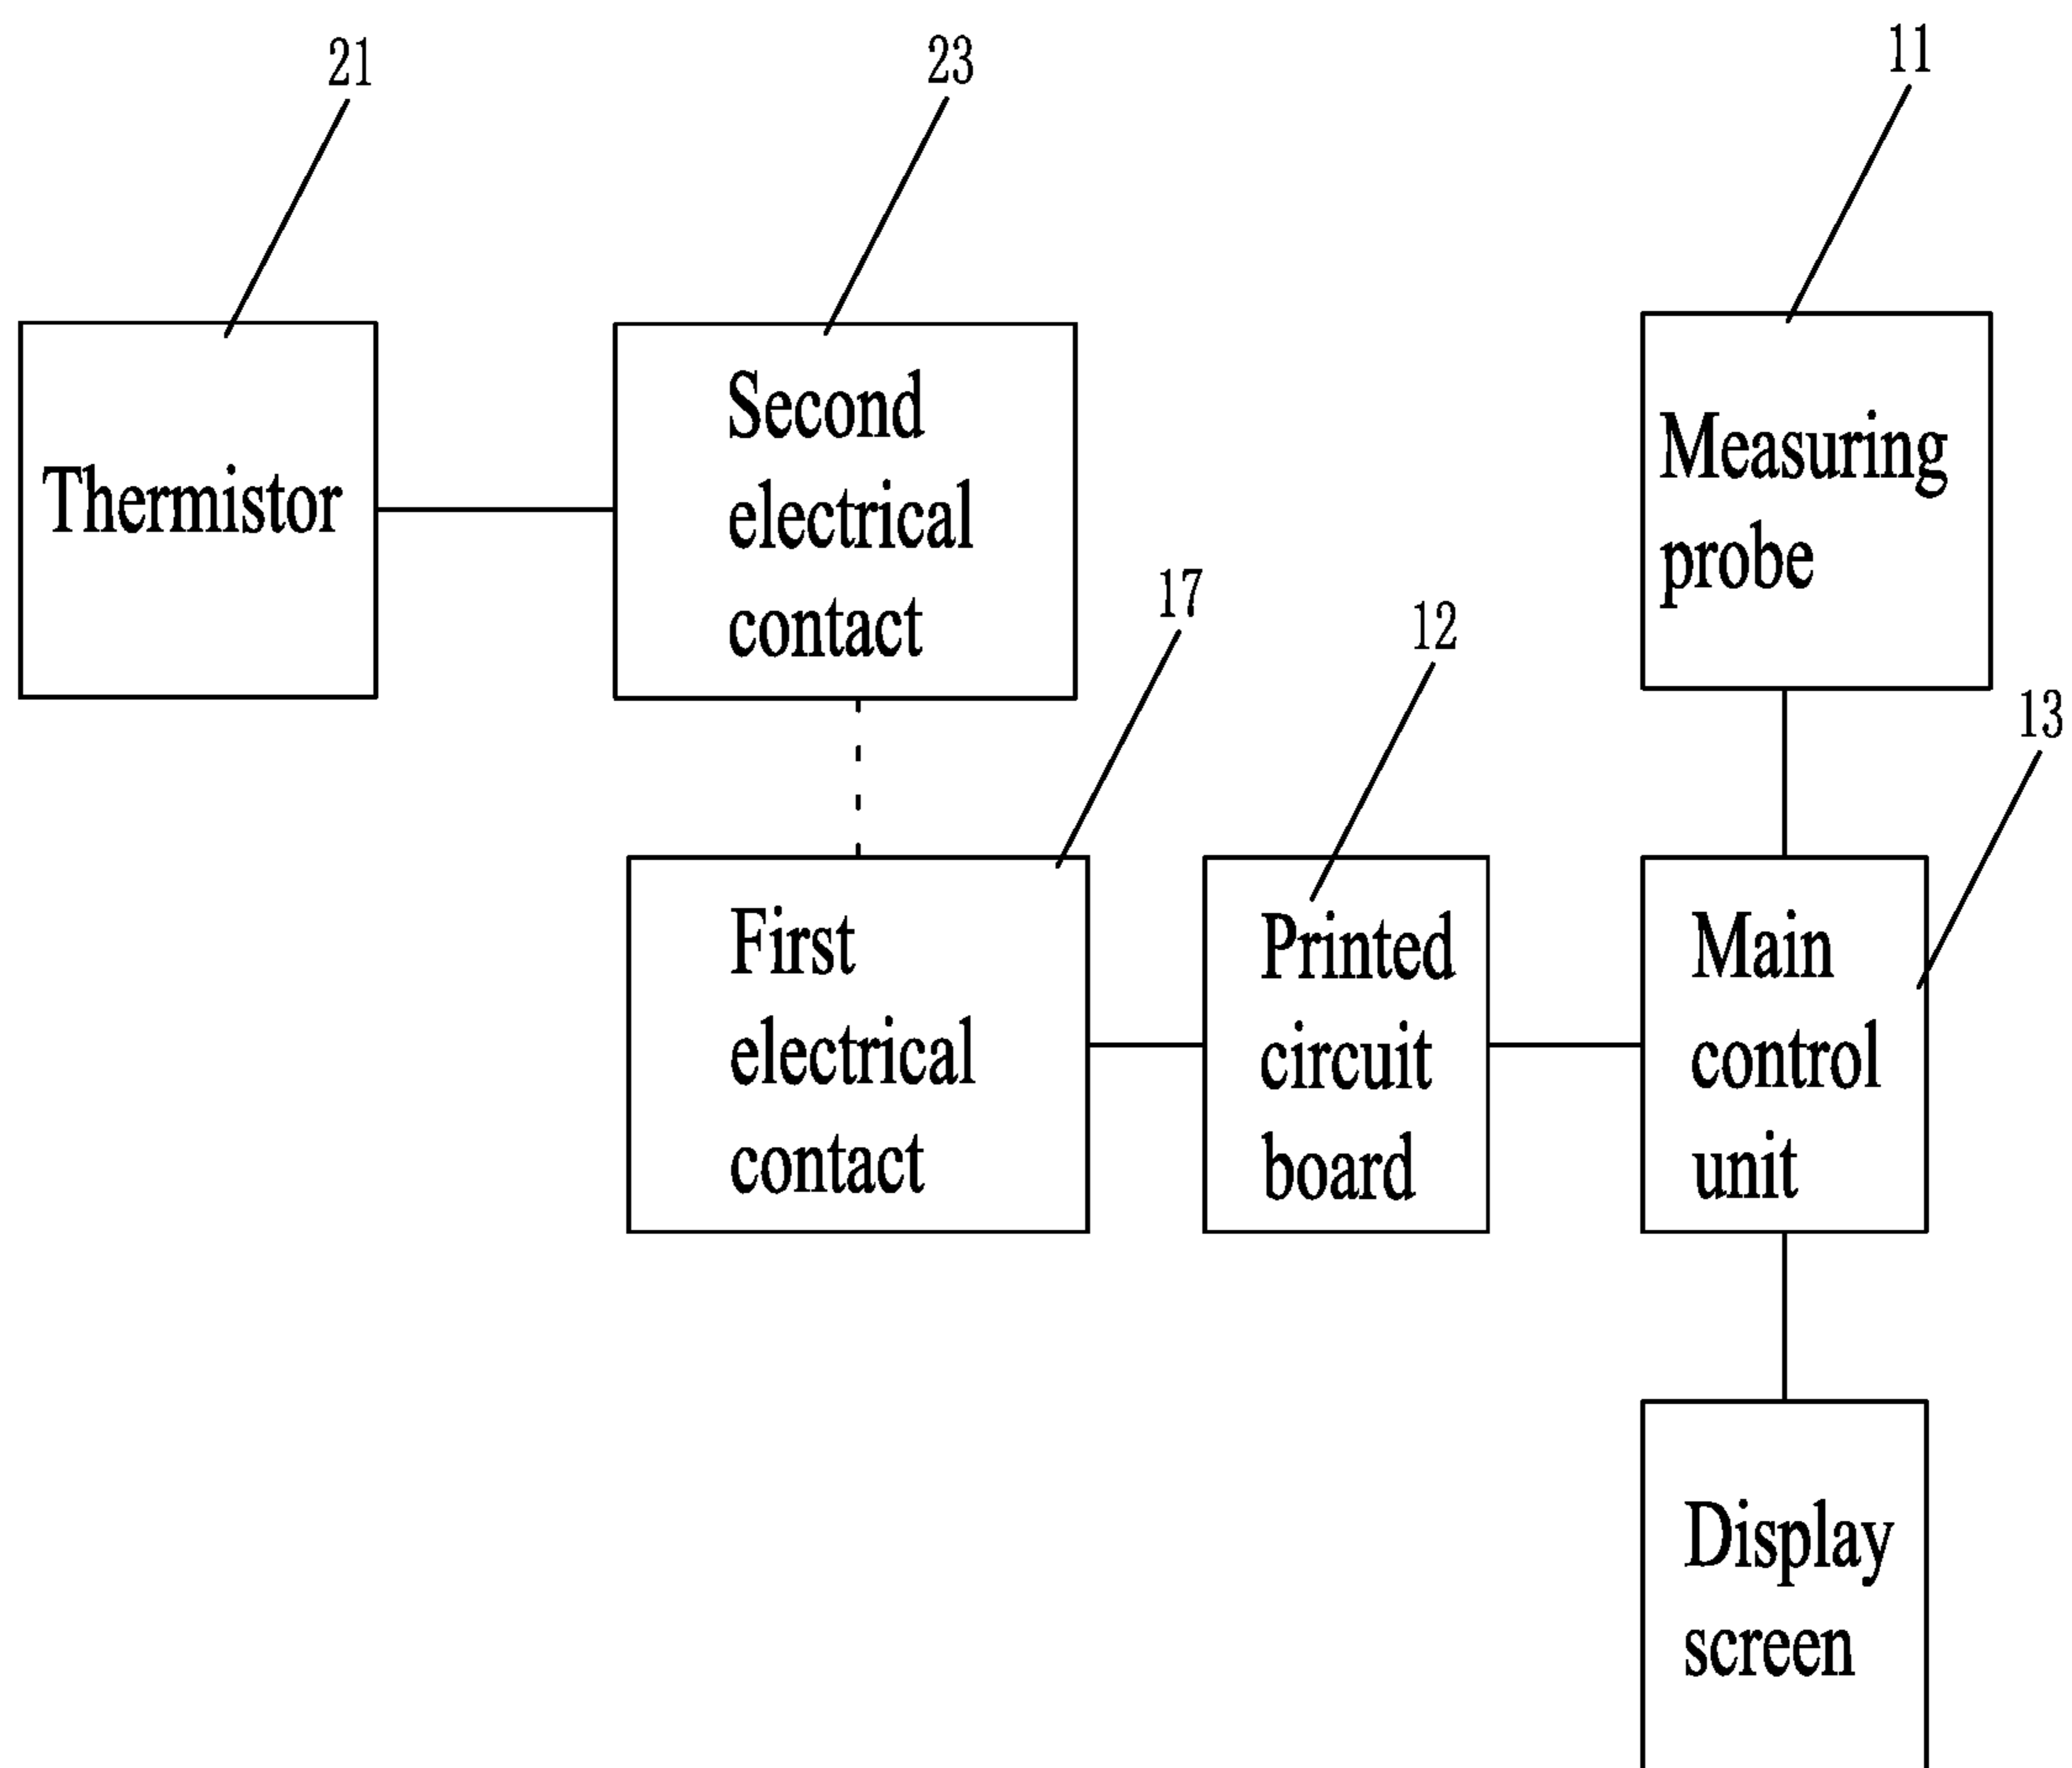 21
23
11
Thermistor
Second
electrical
contact
Measuring
probe
17
12
13
First
electrical
contact
Printed
circuit
board
Main
control
unit
Display
screen